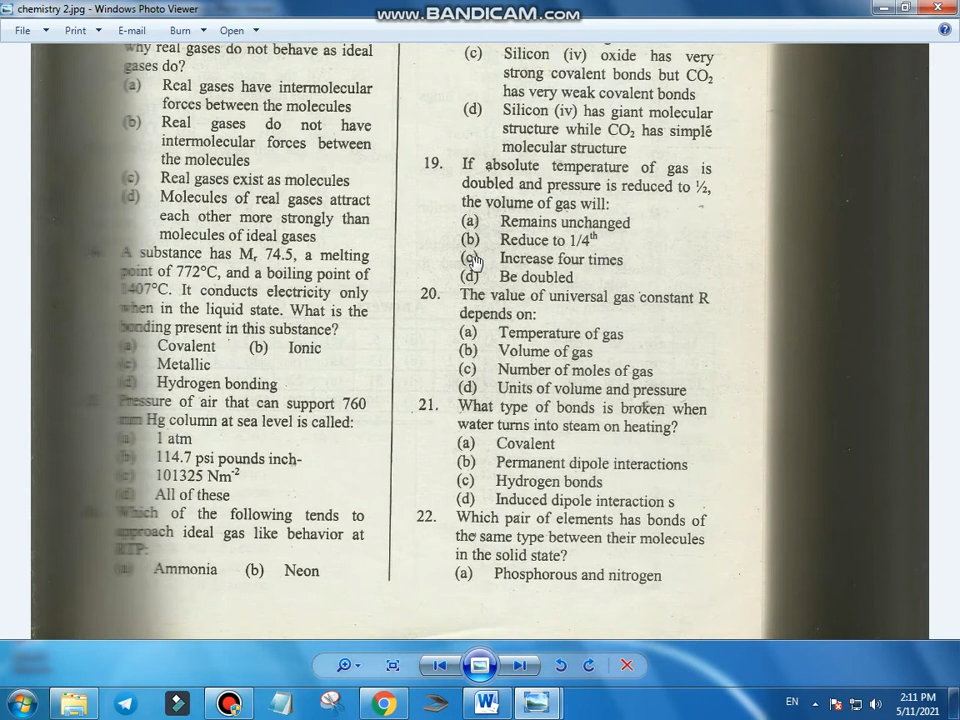 chemistry 2.jpg - Windows Photo Viewer
www.BANDICAM.com
File Print E-mail Burn Open
why real gases do not behave as ideal
gases do?
(a) Real gases have intermolecular
forces between the molecules
(b) Real gases do not have
intermolecular forces between
the molecules
(c) Real gases exist as molecules
(d) Molecules of real gases attract
each other more strongly than
molecules of ideal gases
A substance has Mr 74.5, a melting
point of 772°C, and a boiling point of
1407°C. It conducts electricity only
when in the liquid state. What is the
bonding present in this substance?
(a) Covalent (b) Ionic
(c) Metallic
(d) Hydrogen bonding
Pressure of air that can support 760
mm Hg column at sea level is called:
(a) 1 atm
(b) 114.7 psi pounds inch-
(c) 101325 Nm-2
(d) All of these
Which of the following tends to
approach ideal gas like behavior at
RTP:
(a) Ammonia (b) Neon
(c) Silicon (iv) oxide has very
strong covalent bonds but CO2
has very weak covalent bonds
(d) Silicon (iv) has giant molecular
structure while CO2 has simple
molecular structure
19. If absolute temperature of gas is
doubled and pressure is reduced to ½,
the volume of gas will:
(a) Remains unchanged
(b) Reduce to 1/4th
(c) Increase four times
(d) Be doubled
20. The value of universal gas constant R
depends on:
(a) Temperature of gas
(b) Volume of gas
(c) Number of moles of gas
(d) Units of volume and pressure
21. What type of bonds is broken when
water turns into steam on heating?
(a) Covalent
(b) Permanent dipole interactions
(c) Hydrogen bonds
(d) Induced dipole interaction s
22. Which pair of elements has bonds of
the same type between their molecules
in the solid state?
(a) Phosphorous and nitrogen
EN
2:11 PM
5/11/2021